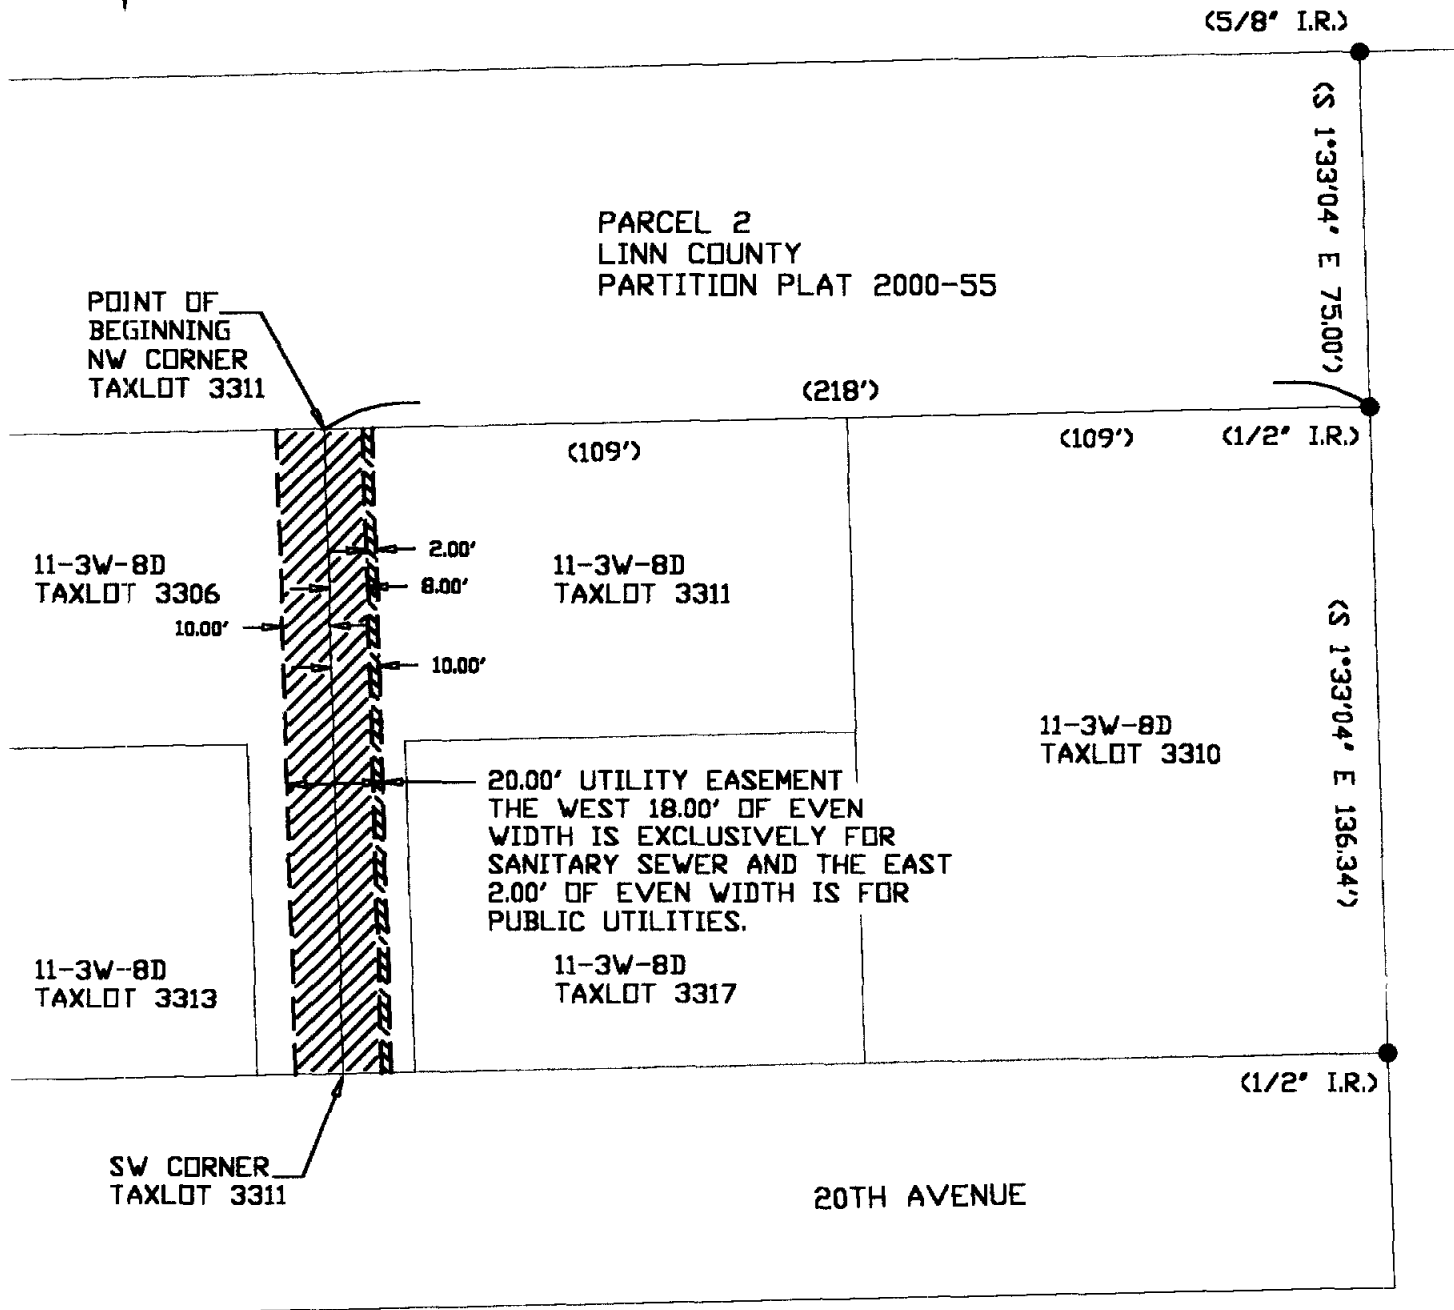 (5/8" I.R.)
(S 1°33'04" E 75.00')
PARCEL 2
LINN COUNTY
PARTITION PLAT 2000-55
POINT OF
BEGINNING
NW CORNER
TAXLOT 3311
(218')
(109')
(109')
(1/2" I.R.)
2.00'
11-3W-8D
TAXLOT 3306
8.00'
11-3W-8D
TAXLOT 3311
10.00'
10.00'
(S 1°33'04" E 136.34')
11-3W-8D
TAXLOT 3310
20.00' UTILITY EASEMENT
THE WEST 18.00' OF EVEN
WIDTH IS EXCLUSIVELY FOR
SANITARY SEWER AND THE EAST
2.00' OF EVEN WIDTH IS FOR
PUBLIC UTILITIES.
11-3W-8D
TAXLOT 3313
11-3W-8D
TAXLOT 3317
(1/2" I.R.)
SW CORNER
TAXLOT 3311
20TH AVENUE